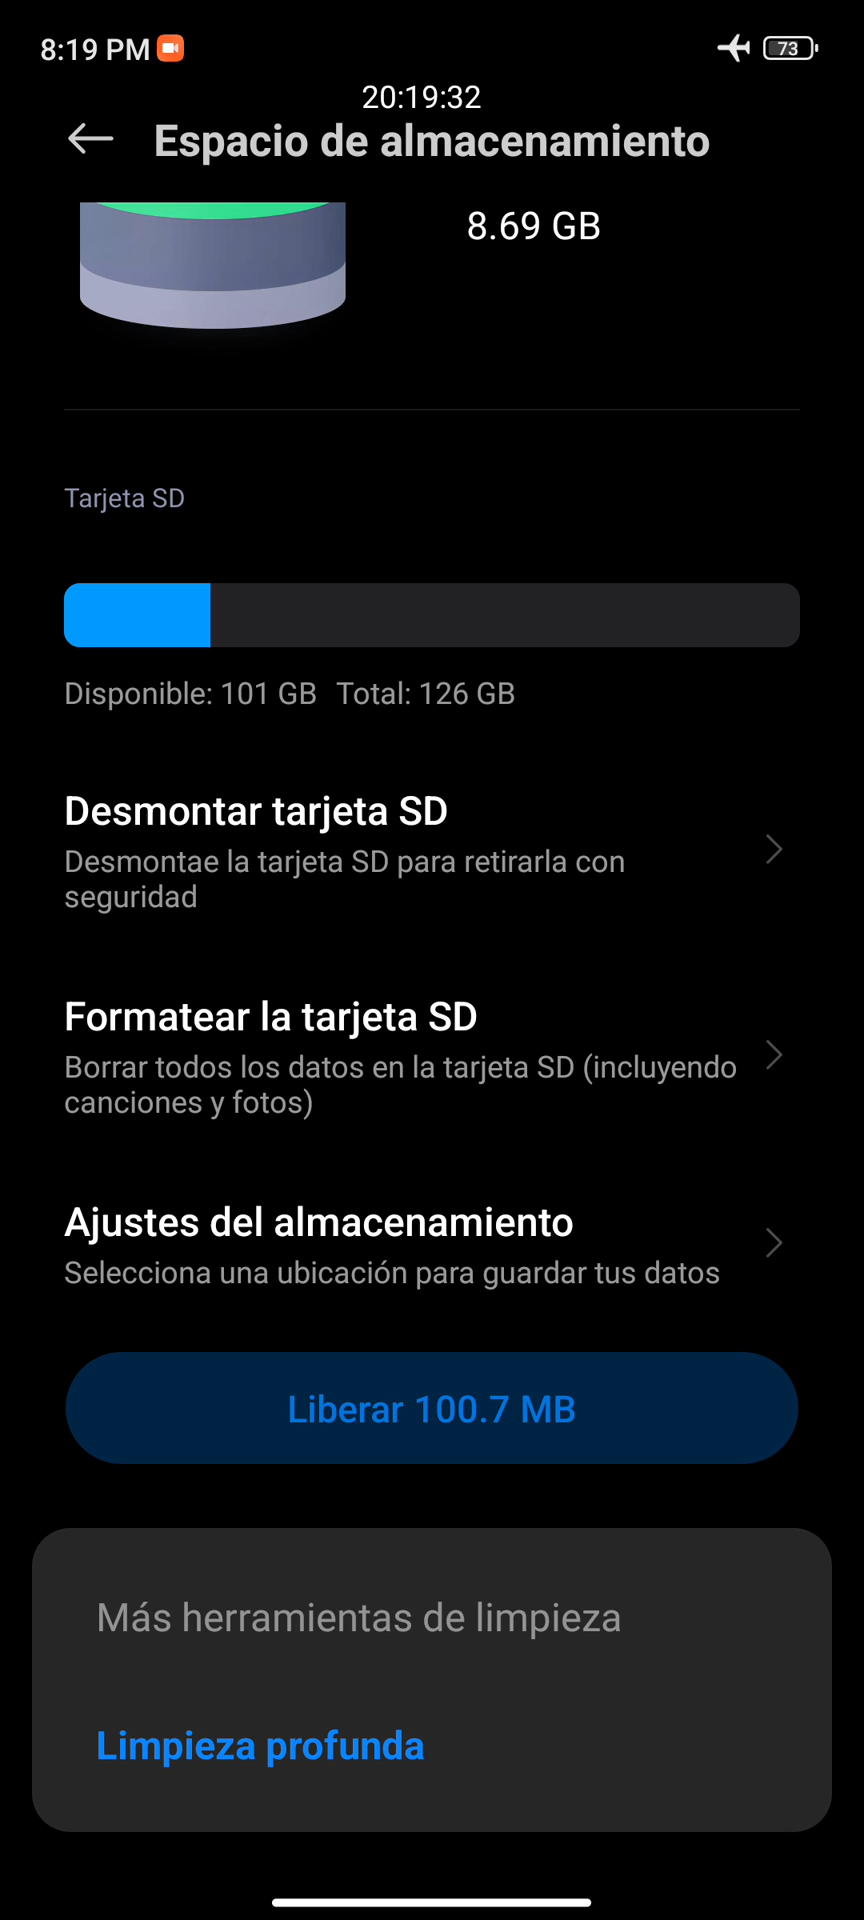 8:19 PM
73
20:19:32
Espacio de almacenamiento
8.69 GB
Tarjeta SD
Disponible: 101 GB Total: 126 GB
Desmontar tarjeta SD
Desmontae la tarjeta SD para retirarla con
seguridad
Formatear la tarjeta SD
Borrar todos los datos en la tarjeta SD (incluyendo
canciones y fotos)
Ajustes del almacenamiento
Selecciona una ubicación para guardar tus datos
Liberar 100.7 MB
Más herramientas de limpieza
Limpieza profunda